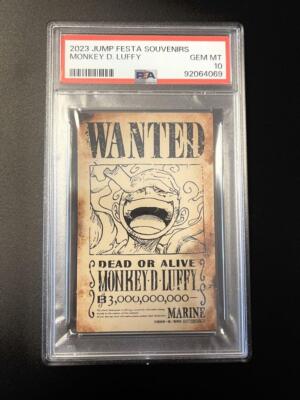 2023 JUMP FESTA SOUVENIRS
MONKEY D. LUFFY GEM MT
10
PSA 92064069
WANTED
DEAD OR ALIVE
MONKEY·D·LUFFY
3,000,000,000-
MARINE